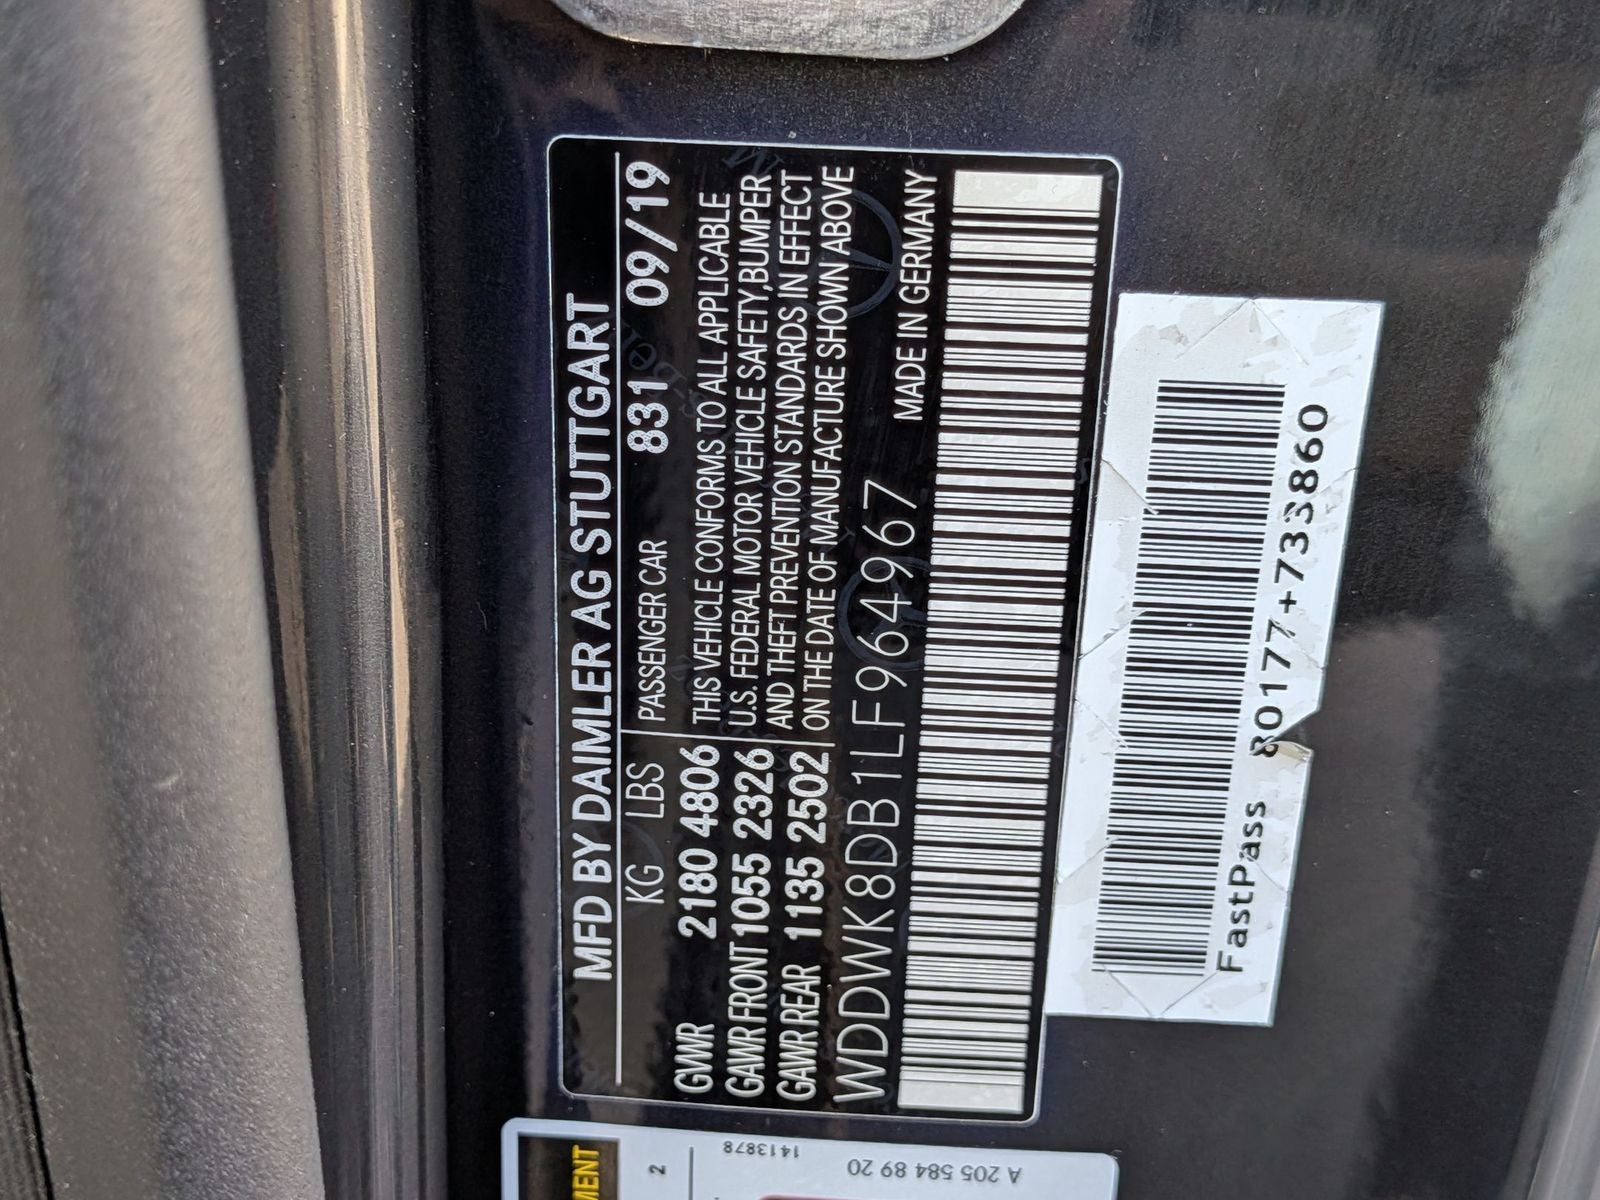 MFD BY DAIMLER AG STUTTGART
KG LBS PASSENGER CAR 831 09/19
GVWR 2180 4806 THIS VEHICLE CONFORMS TO ALL APPLICABLE
GAWR FRONT 1055 2326 U.S. FEDERAL MOTOR VEHICLE SAFETY,BUMPER
AND THEFT PREVENTION STANDARDS IN EFFECT
GAWR REAR 1135 2502 ON THE DATE OF MANUFACTURE SHOWN ABOVE
WDDWK8DB1LF964967 MADE IN GERMANY
FastPass 80177+733860
MENT
2
1413878
A 205 584 89 20